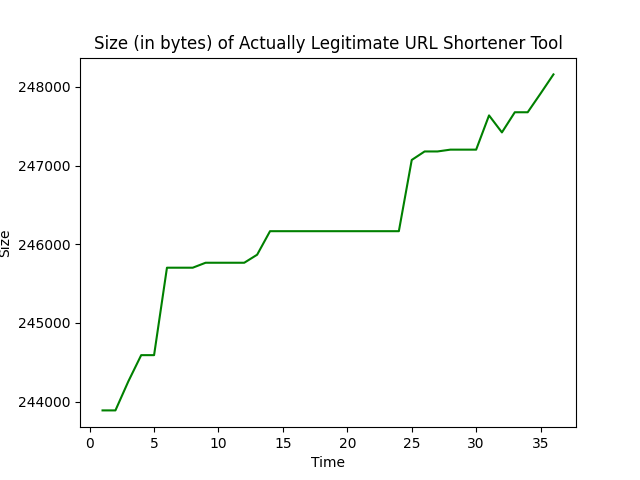 Size (in bytes) of Actually Legitimate URL Shortener Tool
248000
247000
246000
245000
244000
Size
0 5 10 15 20 25 30 35
Time